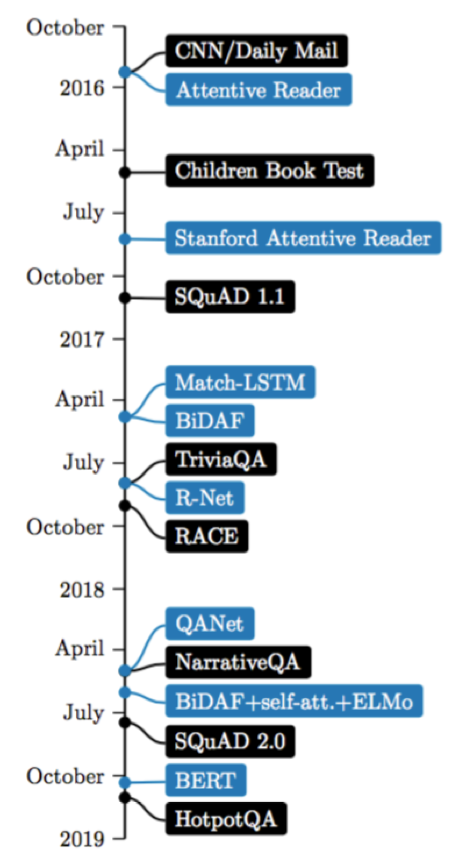 October
CNN/Daily Mail
2016
Attentive Reader
April
Children Book Test
July
Stanford Attentive Reader
October
SQuAD 1.1
2017
Match-LSTM
April
BiDAF
July
TriviaQA
R-Net
October
RACE
2018
QANet
April
NarrativeQA
BiDAF+self-att.+ELMo
July
SQuAD 2.0
October
BERT
HotpotQA
2019